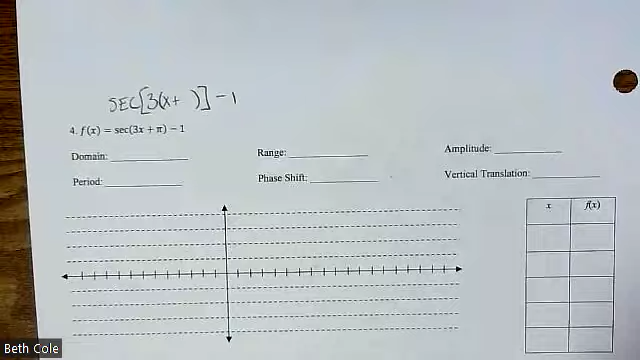 SEC[3(x+ )] -1
4. f(x) = sec(3x + π) − 1
Domain: Range: Amplitude:
Period: Phase Shift: Vertical Translation:
x f(x)
Beth Cole